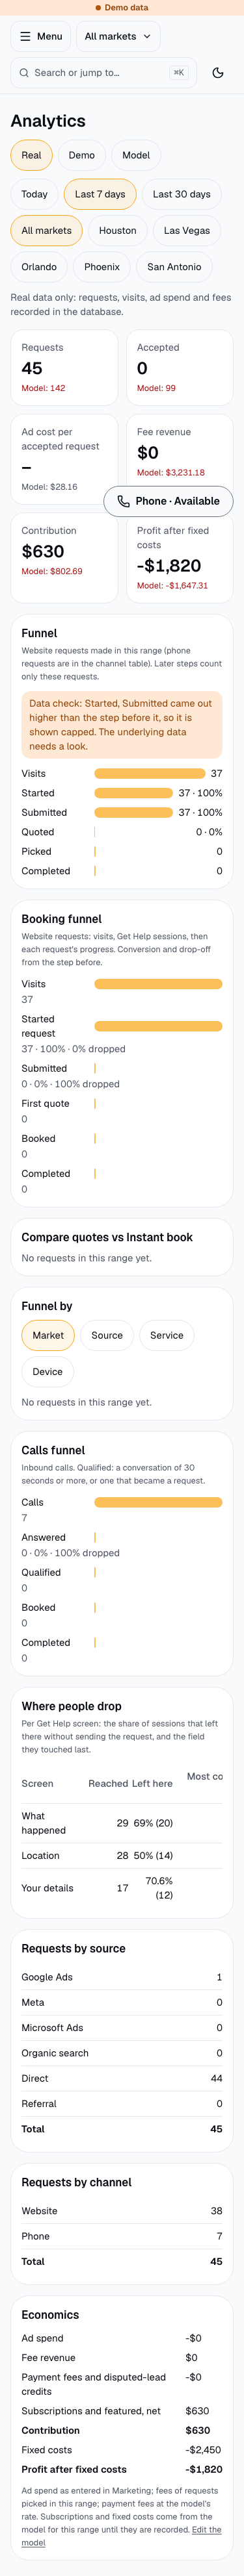 Demo data
Menu
All markets
Search or jump to...
⌘K
Analytics
Real
Demo
Model
Today
Last 7 days
Last 30 days
All markets
Houston
Las Vegas
Orlando
Phoenix
San Antonio
Real data only: requests, visits, ad spend and fees
recorded in the database.
Requests
45
Model: 142
Accepted
0
Model: 99
Ad cost per
accepted request
–
Model: $28.16
Fee revenue
$0
Model: $3,231.18
Phone · Available
Contribution
$630
Model: $802.69
Profit after fixed
costs
-$1,820
Model: -$1,647.31
Funnel
Website requests made in this range (phone
requests are in the channel table). Later steps count
only these requests.
Data check: Started, Submitted came out
higher than the step before it, so it is
shown capped. The underlying data
needs a look.
Visits 37
Started 37 · 100%
Submitted 37 · 100%
Quoted 0 · 0%
Picked 0
Completed 0
Booking funnel
Website requests: visits, Get Help sessions, then
each request's progress. Conversion and drop-off
from the step before.
Visits
37
Started
request
37 · 100% · 0% dropped
Submitted
0 · 0% · 100% dropped
First quote
0
Booked
0
Completed
0
Compare quotes vs Instant book
No requests in this range yet.
Funnel by
Market
Source
Service
Device
No requests in this range yet.
Calls funnel
Inbound calls. Qualified: a conversation of 30
seconds or more, or one that became a request.
Calls
7
Answered
0 · 0% · 100% dropped
Qualified
0
Booked
0
Completed
0
Where people drop
Per Get Help screen: the share of sessions that left
there without sending the request, and the field
they touched last.
Screen Reached Left here Most co
What
happened 29 69% (20)
Location 28 50% (14)
Your details 17 70.6%
(12)
Requests by source
Google Ads 1
Meta 0
Microsoft Ads 0
Organic search 0
Direct 44
Referral 0
Total 45
Requests by channel
Website 38
Phone 7
Total 45
Economics
Ad spend -$0
Fee revenue $0
Payment fees and disputed-lead -$0
credits
Subscriptions and featured, net $630
Contribution $630
Fixed costs -$2,450
Profit after fixed costs -$1,820
Ad spend as entered in Marketing; fees of requests
picked in this range; payment fees at the model's
rate. Subscriptions and fixed costs come from the
model for this range until they are recorded. Edit the
model